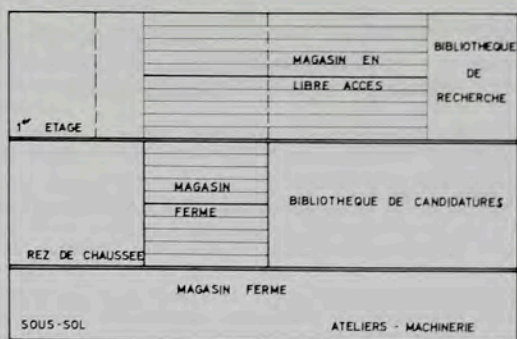 MAGASIN EN
LIBRE ACCES
BIBLIOTHEQUE
DE
RECHERCHE
1er ETAGE
MAGASIN
FERME
BIBLIOTHEQUE DE CANDIDATURES
REZ DE CHAUSSEE
MAGASIN FERME
SOUS-SOL
ATELIERS - MACHINERIE